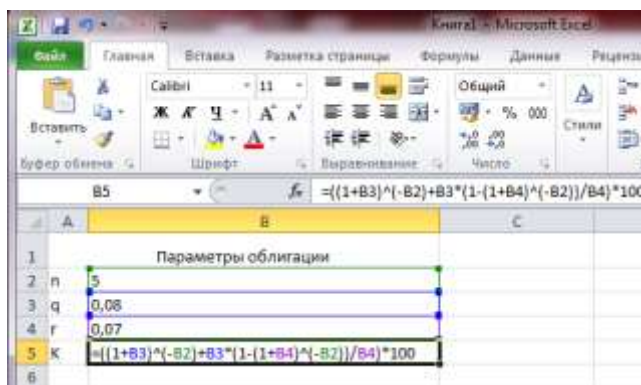 Книга1 - Microsoft Excel
Файл Главная Вставка Разметка страницы Формулы Данные Реценз
Calibri 11 Общий
Вставить Ж К Ч % 000 Стили
Буфер обмена Шрифт Выравнивание Число
B5 fx =((1+B3)^(-B2)+B3*(1-(1+B4)^(-B2))/B4)*100
A B C
1 Параметры облигации
2 n 5
3 q 0,08
4 r 0,07
5 K =((1+B3)^(-B2)+B3*(1-(1+B4)^(-B2))/B4)*100
6